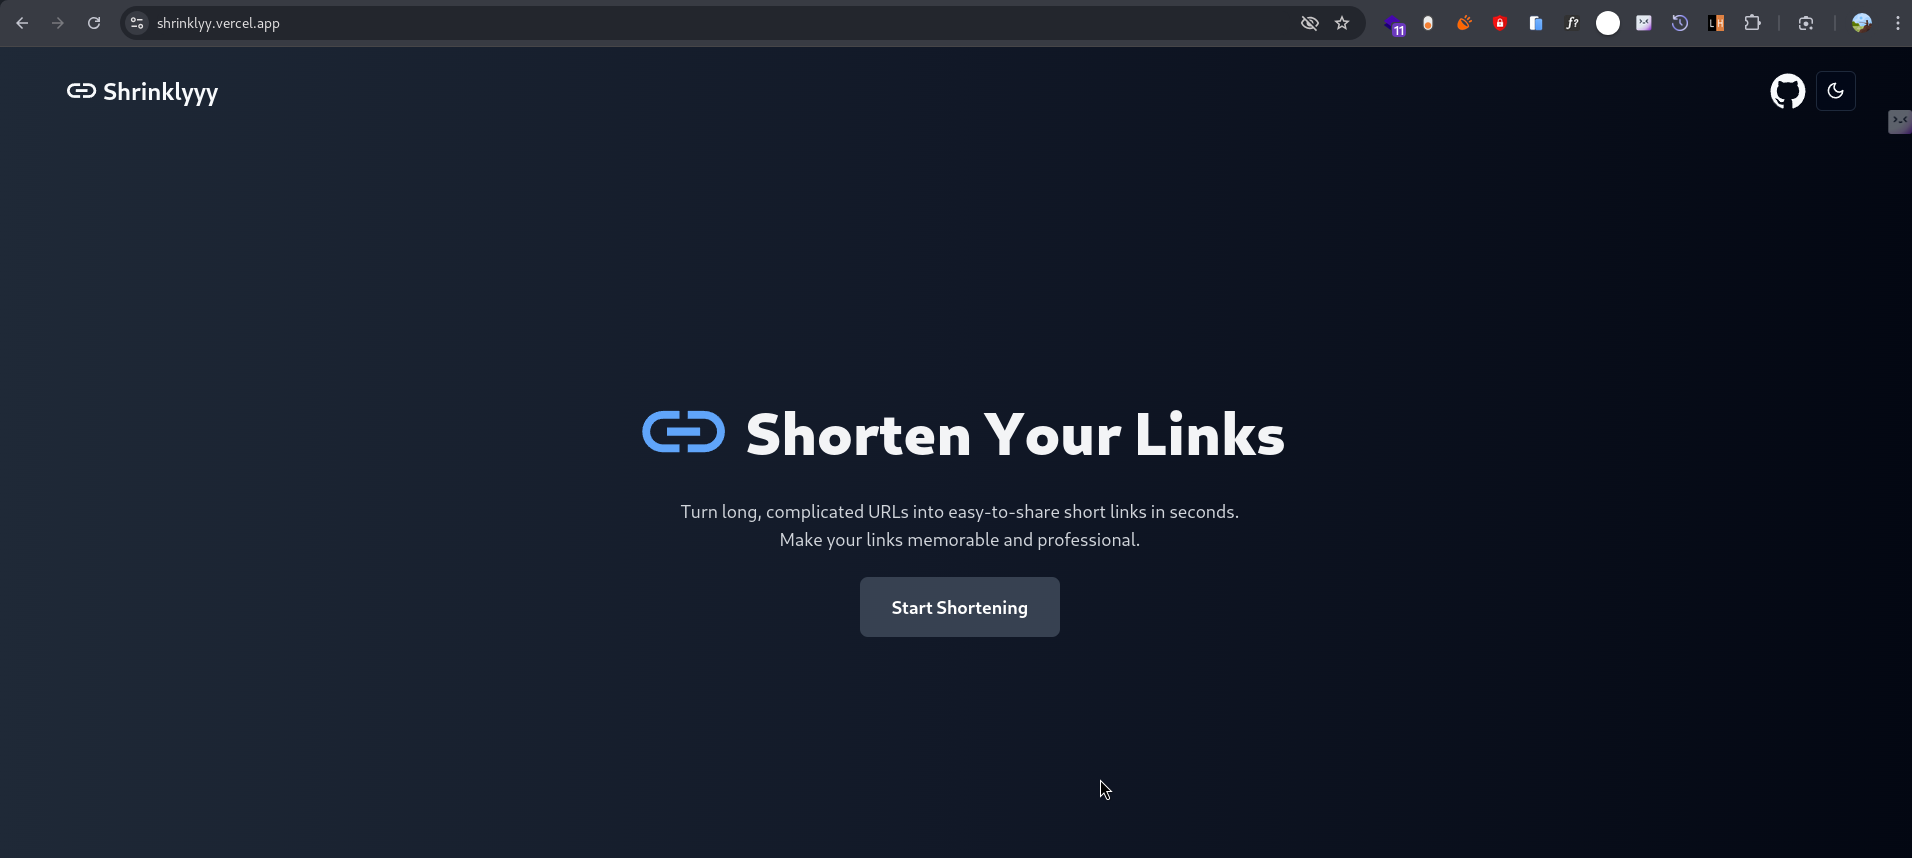 shrinklyy.vercel.app
11
f?
L H
Shrinklyyy
Shorten Your Links
Turn long, complicated URLs into easy-to-share short links in seconds.
Make your links memorable and professional.
Start Shortening